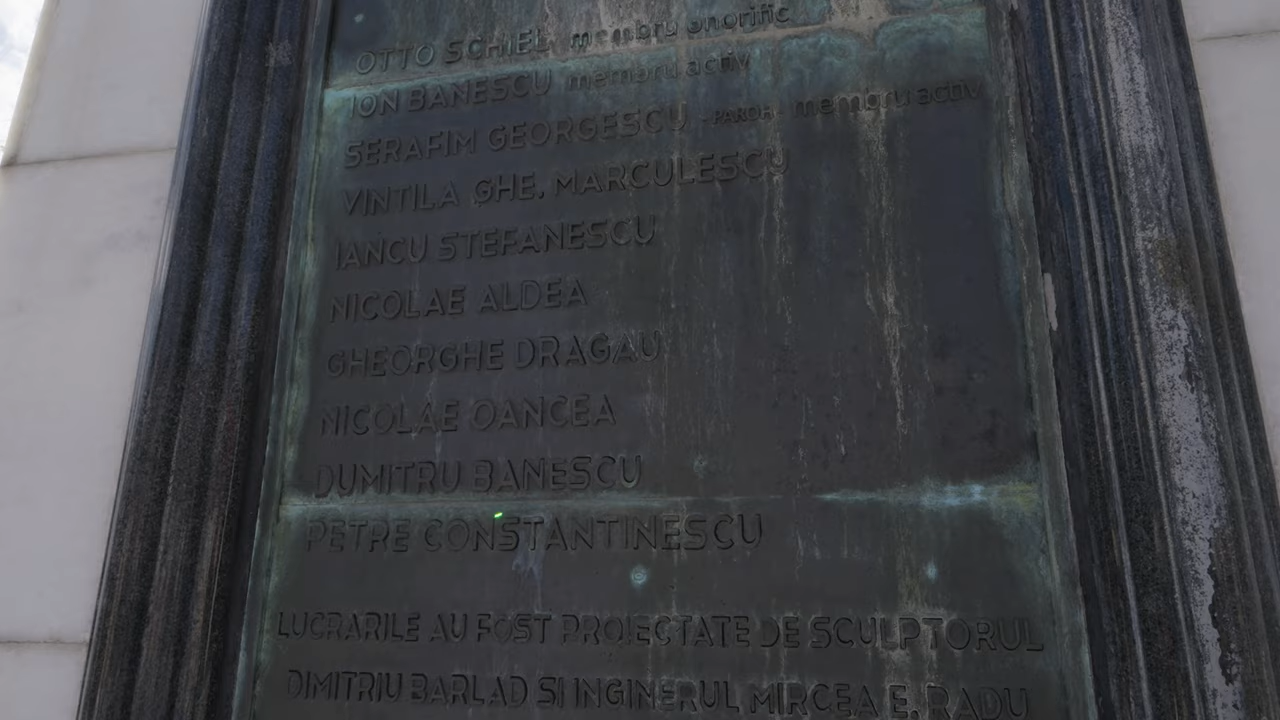 OTTO SCHIEL membru onorific
ION BANESCU membru activ
SERAFIM GEORGESCU - PAROH - membru activ
VINTILA GHE. MARCULESCU
IANCU STEFANESCU
NICOLAE ALDEA
GHEORGHE DRAGAU
NICOLAE OANCEA
DUMITRU BANESCU
PETRE CONSTANTINESCU
LUCRARILE AU FOST PROIECTATE DE SCULPTORUL
DIMITRIU BARLAD SI INGINERUL MIRCEA E. RADU